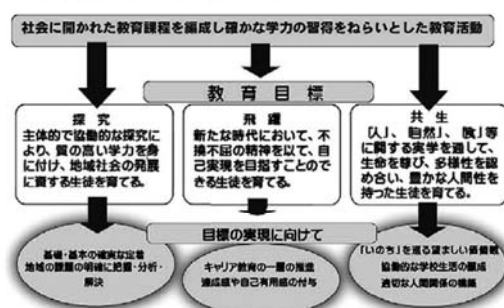 社会に開かれた教育課程を編成し確かな学力の習得をねらいとした教育活動
教育目標
探究
主体的で協働的な探究に
より、質の高い学力を身
に付け、地域社会の発展
に資する生徒を育てる。
飛躍
新たな時代において、不
撓不屈の精神を以て、自
己実現を目指すことので
きる生徒を育てる。
共生
「人」、「自然」、「食」等
に関する実学を通して、
生命を尊び、多様性を認
め合い、豊かな人間性を
持った生徒を育てる。
目標の実現に向けて
基礎・基本の確実な定着
地域の課題の明確に把握・分析・
解決
キャリア教育の一層の推進
達成感や自己有用感の付与
「いのち」を巡る望ましい価値観
協働的な学校生活の醸成
適切な人間関係の構築